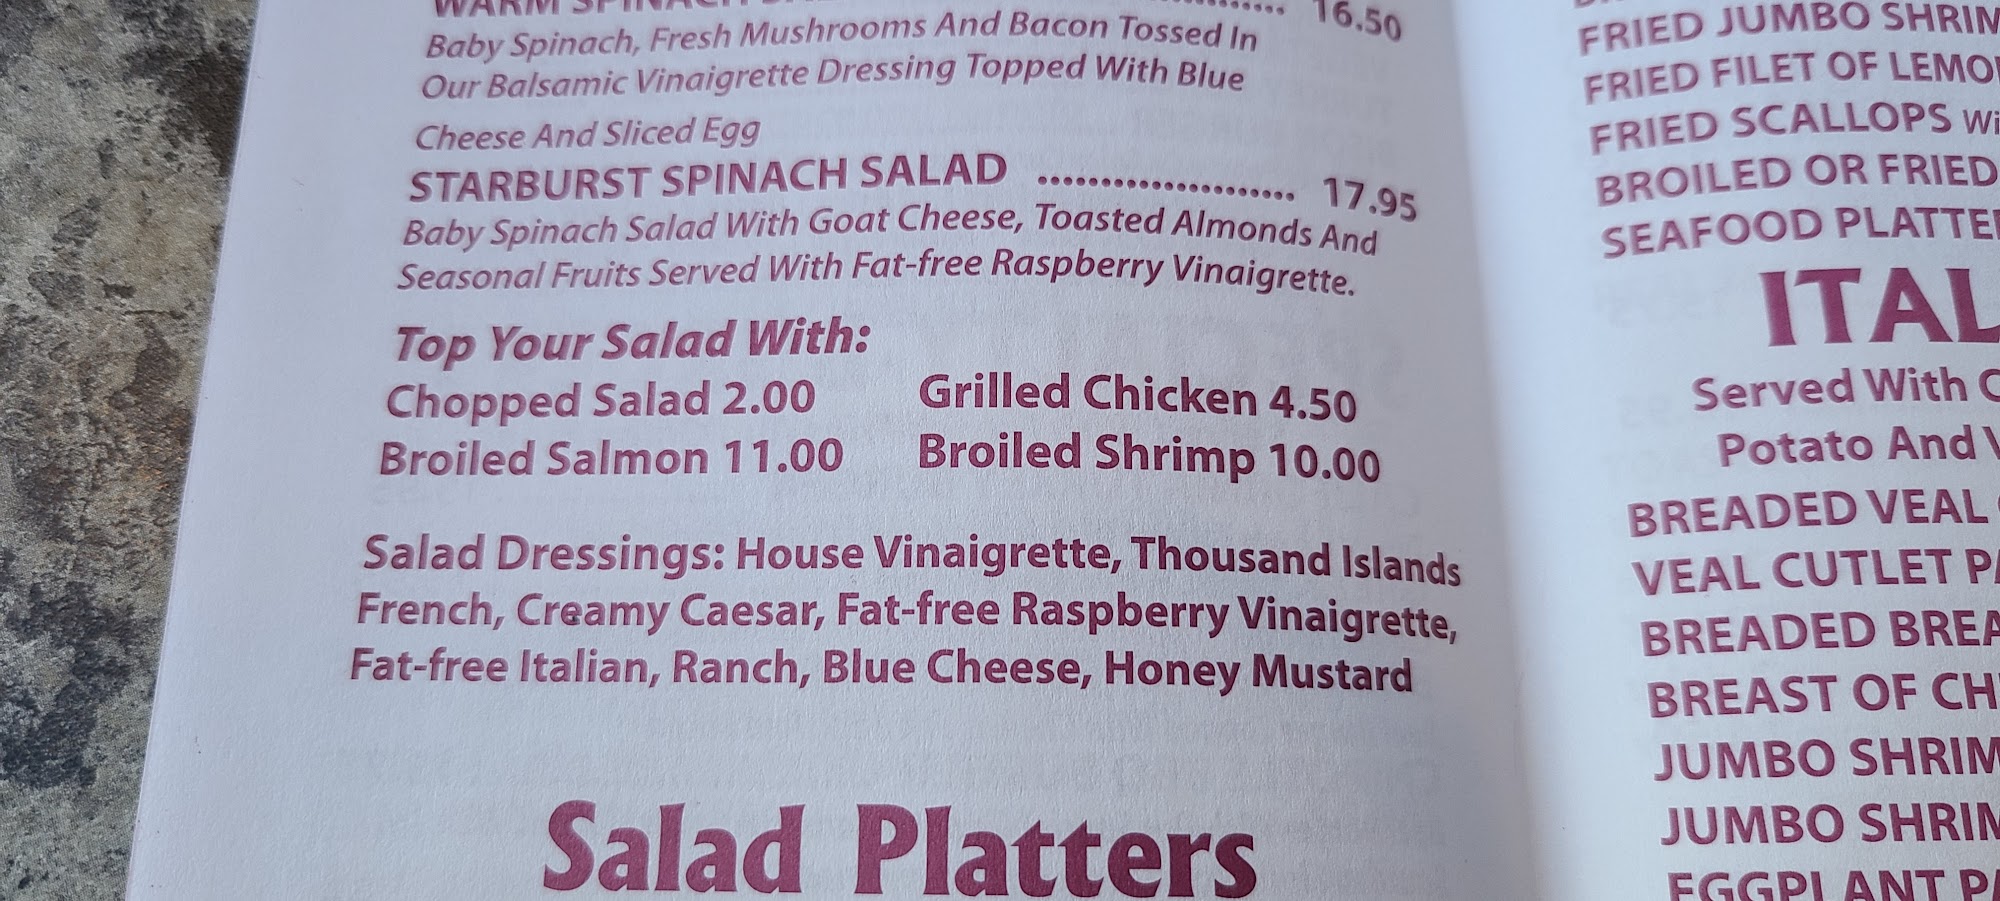 WARM SPINACH 16.50
Baby Spinach, Fresh Mushrooms And Bacon Tossed In
Our Balsamic Vinaigrette Dressing Topped With Blue
Cheese And Sliced Egg
STARBURST SPINACH SALAD ..................... 17.95
Baby Spinach Salad With Goat Cheese, Toasted Almonds And
Seasonal Fruits Served With Fat-free Raspberry Vinaigrette.
Top Your Salad With:
Chopped Salad 2.00 Grilled Chicken 4.50
Broiled Salmon 11.00 Broiled Shrimp 10.00
Salad Dressings: House Vinaigrette, Thousand Islands
French, Creamy Caesar, Fat-free Raspberry Vinaigrette,
Fat-free Italian, Ranch, Blue Cheese, Honey Mustard
Salad Platters
FRIED JUMBO
FRIED FILET OF
FRIED SCALLOPS
BROILED OR FRIED
SEAFOOD
Served With
Potato And
BREADED VEAL
VEAL CUTLET
BREADED
BREAST OF
JUMBO
JUMBO
EGGPLANT